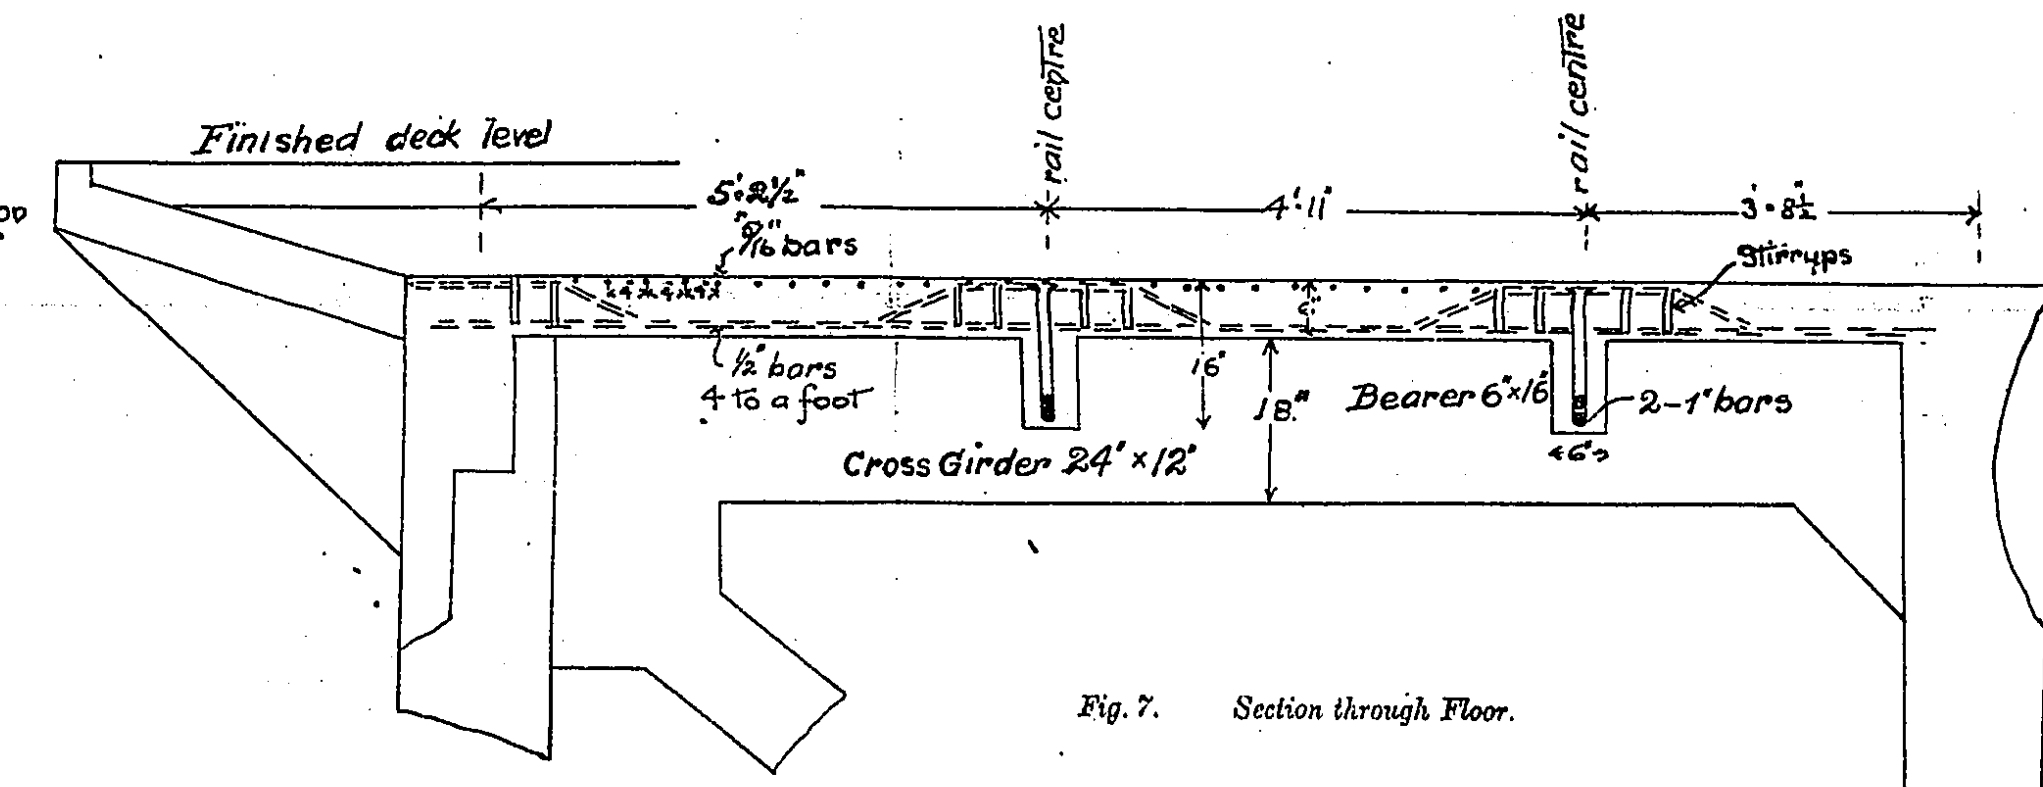 rail centre
rail centre
Finished deck level
5'·2½"
4'·11"
3'·8½"
9/16" bars
Stirrups
6"
½" bars
4 to a foot
16"
18"
Bearer 6"×16"
2-1" bars
6"
Cross Girder 24"×12"
Fig. 7. Section through Floor.